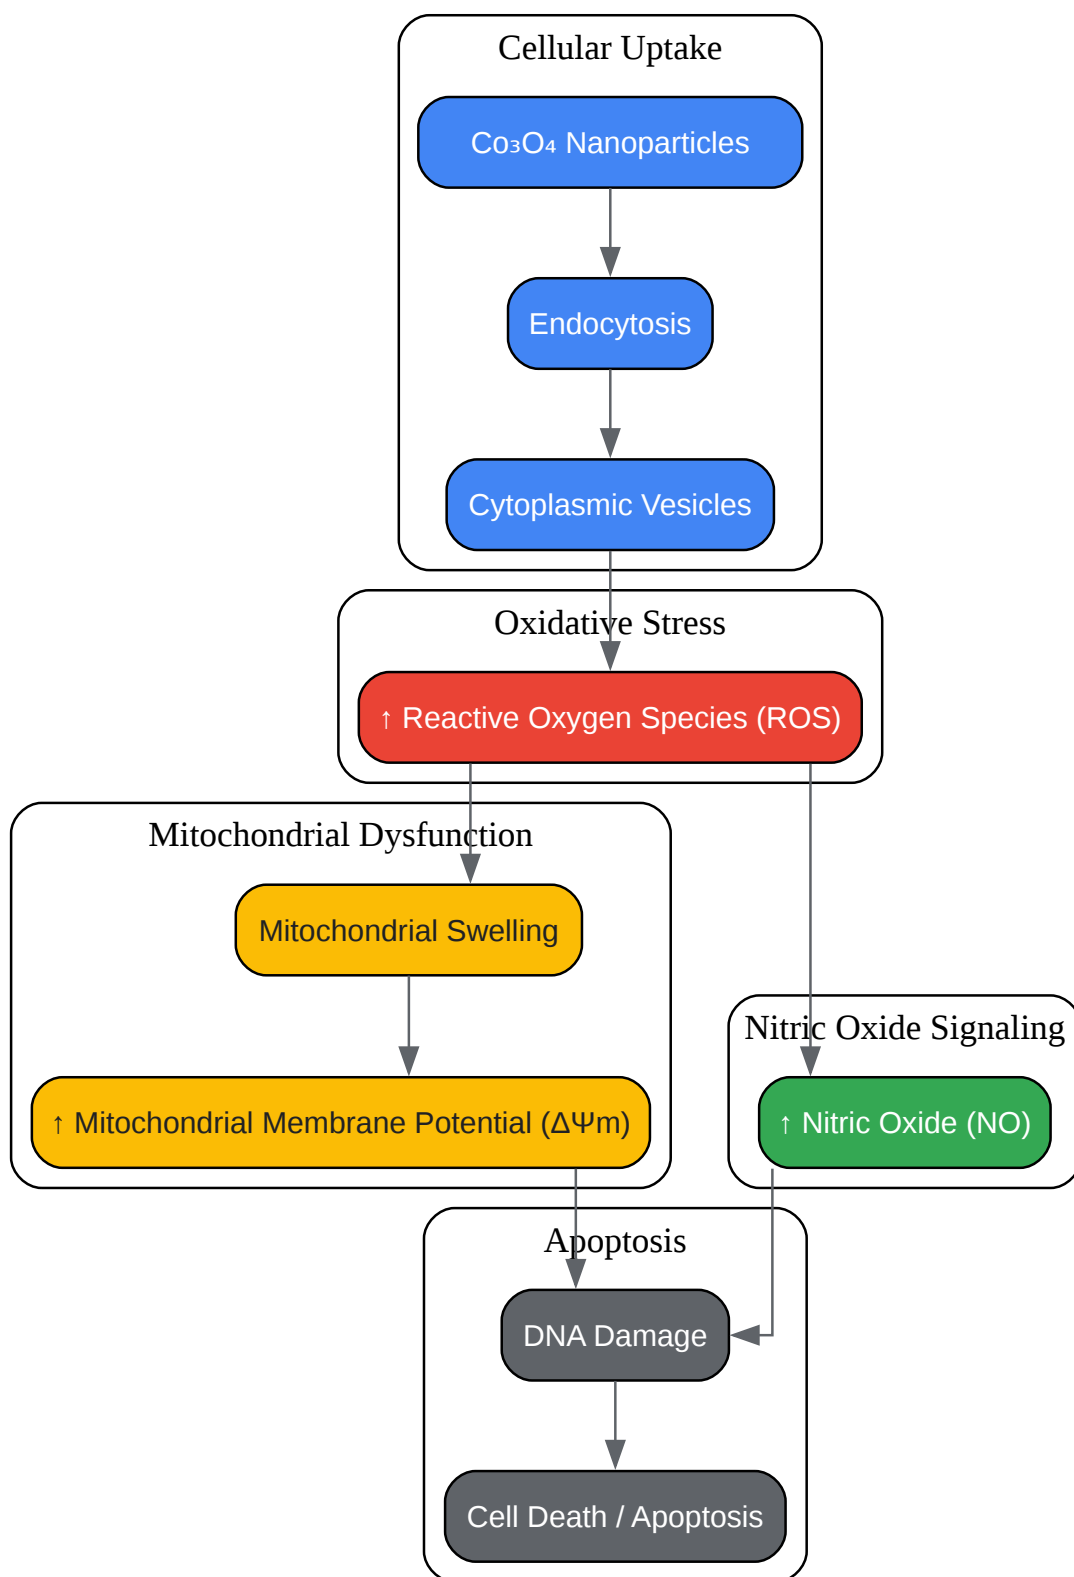 Cellular Uptake
Co₃O₄ Nanoparticles
Endocytosis
Cytoplasmic Vesicles
Oxidative Stress
↑ Reactive Oxygen Species (ROS)
Mitochondrial Dysfunction
Mitochondrial Swelling
↑ Mitochondrial Membrane Potential (ΔΨm)
Nitric Oxide Signaling
↑ Nitric Oxide (NO)
Apoptosis
DNA Damage
Cell Death / Apoptosis